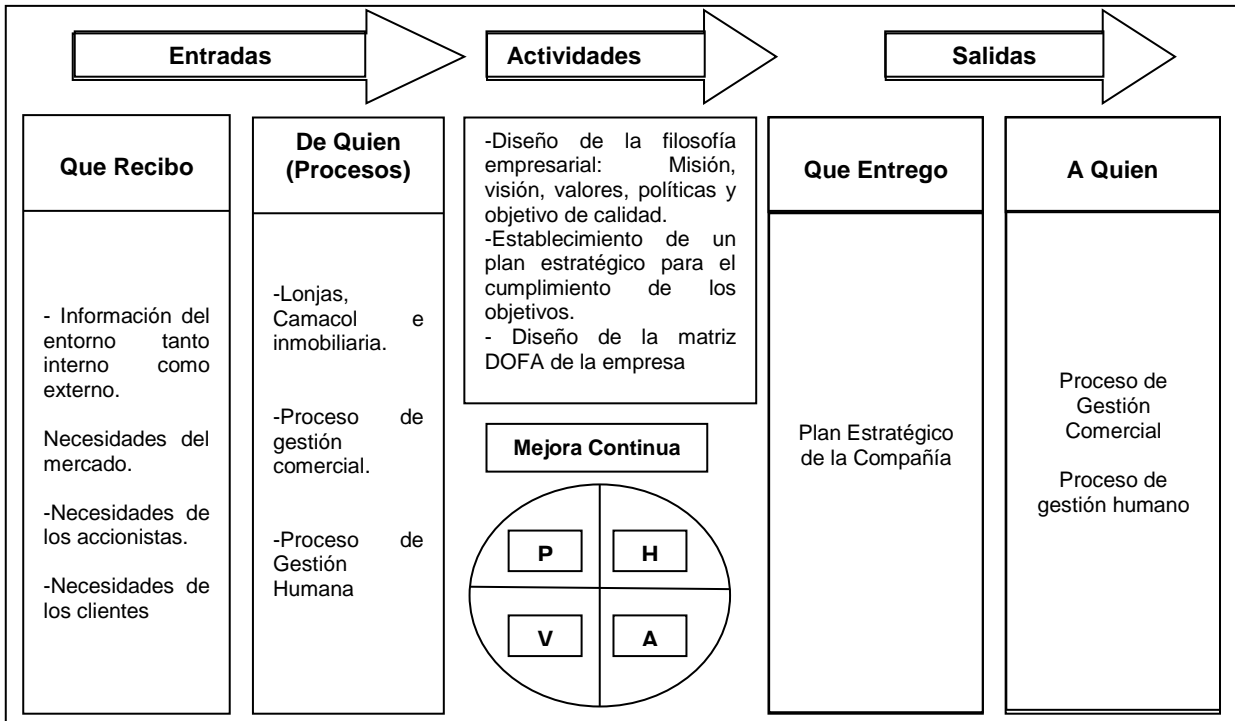 Entradas
Actividades
Salidas
Que Recibo
De Quien
(Procesos)
-Diseño de la filosofía
empresarial: Misión,
visión, valores, políticas y
objetivo de calidad.
-Establecimiento de un
plan estratégico para el
cumplimiento de los
objetivos.
- Diseño de la matriz
DOFA de la empresa
Que Entrego
A Quien
- Información del
entorno tanto
interno como
externo.
Necesidades del
mercado.
-Necesidades de
los accionistas.
-Necesidades de
los clientes
-Lonjas,
Camacol e
inmobiliaria.
-Proceso de
gestión
comercial.
-Proceso de
Gestión
Humana
Mejora Continua
P
H
V
A
Plan Estratégico
de la Compañía
Proceso de
Gestión
Comercial
Proceso de
gestión humano